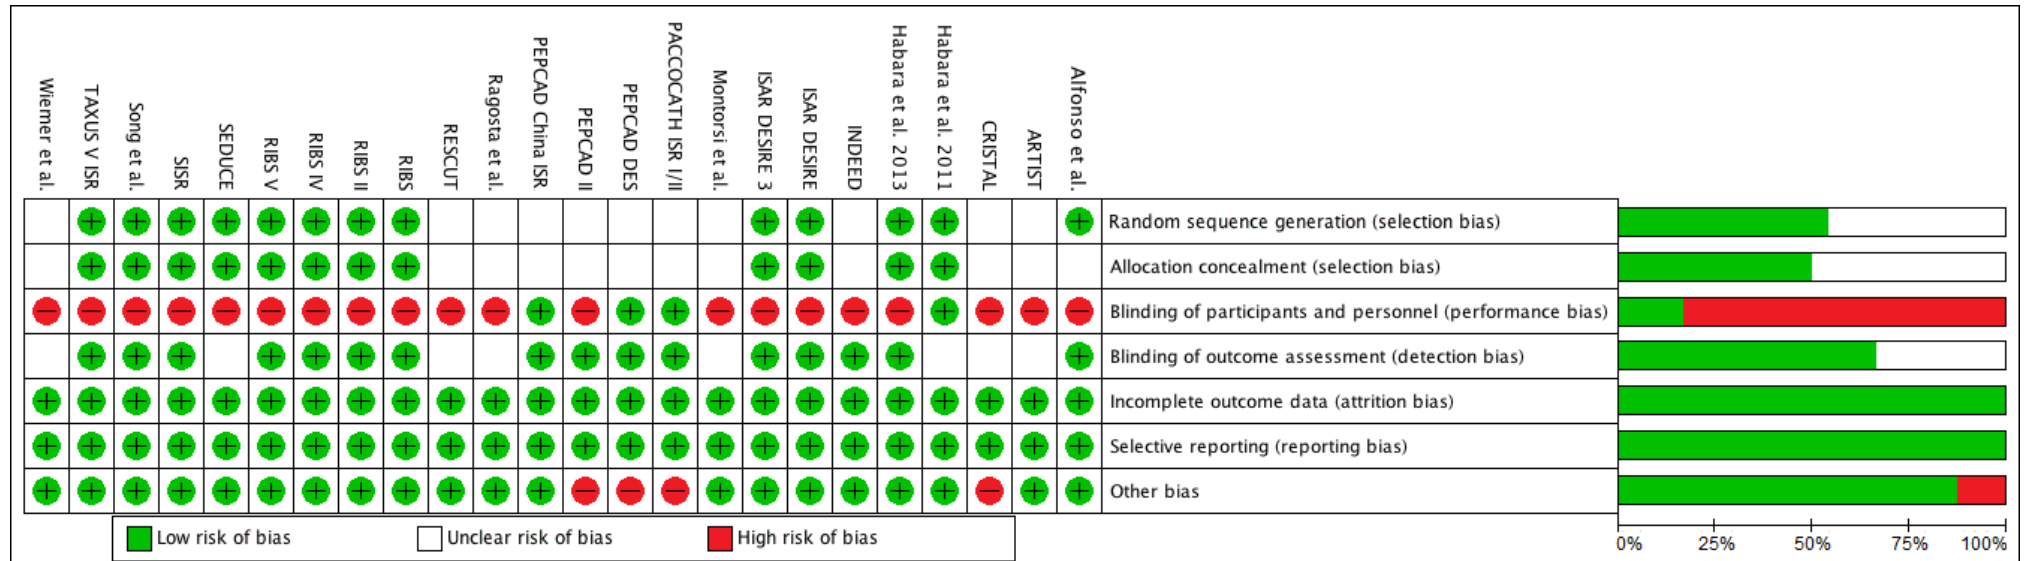 Wiemer et al.
TAXUS V ISR
Song et al.
SISR
SEDUCE
RIBS V
RIBS IV
RIBS II
RIBS
RESCUT
Ragosta et al.
PEPCAD China ISR
PEPCAD II
PEPCAD DES
PACCOCATH ISR I/II
Montorsi et al.
ISAR DESIRE 3
ISAR DESIRE
INDEED
Habara et al. 2013
Habara et al. 2011
CRISTAL
ARTIST
Alfonso et al.
Random sequence generation (selection bias)
Allocation concealment (selection bias)
Blinding of participants and personnel (performance bias)
Blinding of outcome assessment (detection bias)
Incomplete outcome data (attrition bias)
Selective reporting (reporting bias)
Other bias
Low risk of bias Unclear risk of bias High risk of bias
0% 25% 50% 75% 100%